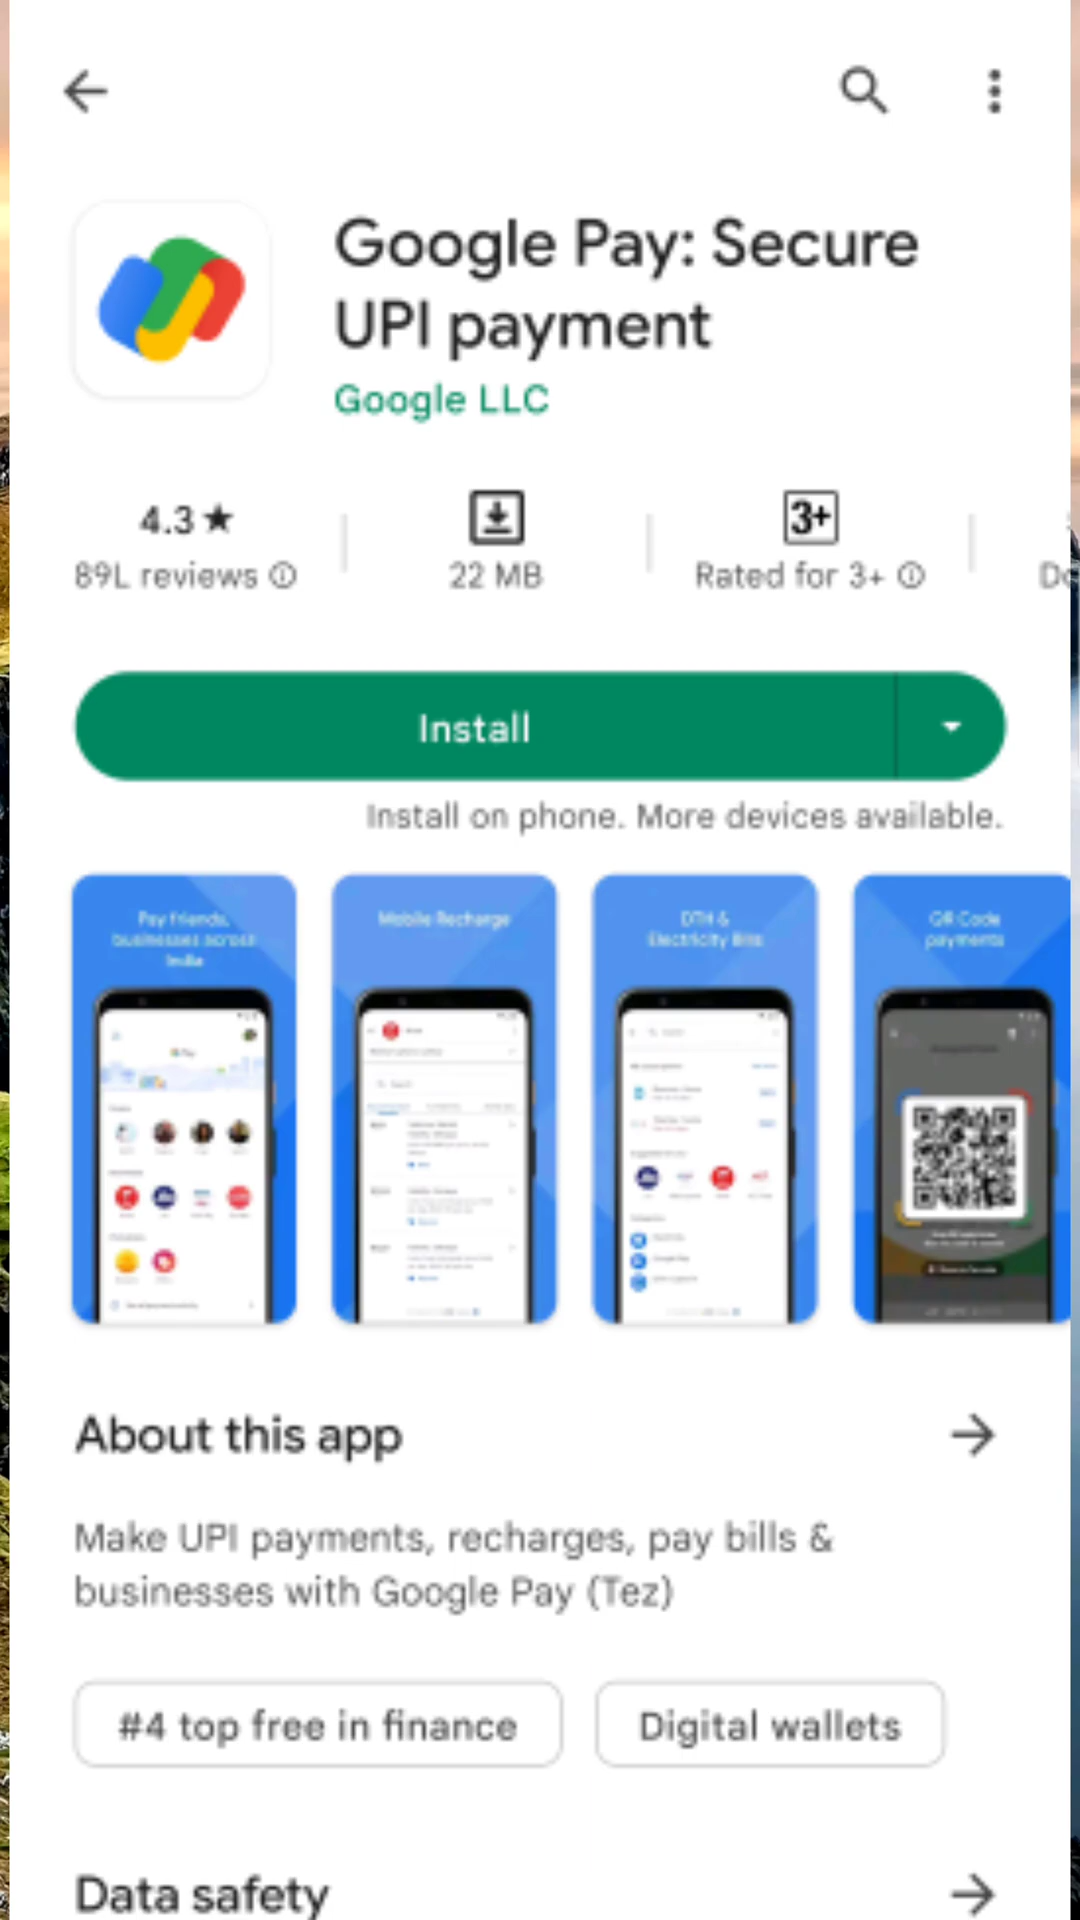 Google Pay: Secure
UPI payment
Google LLC
4.3★
89L reviews
22 MB
3+
Rated for 3+
Install
Install on phone. More devices available.
Pay friends,
businesses across
India
Mobile Recharge
DTH &
Electricity Bills
QR Code
payments
About this app
Make UPI payments, recharges, pay bills &
businesses with Google Pay (Tez)
#4 top free in finance
Digital wallets
Data safety